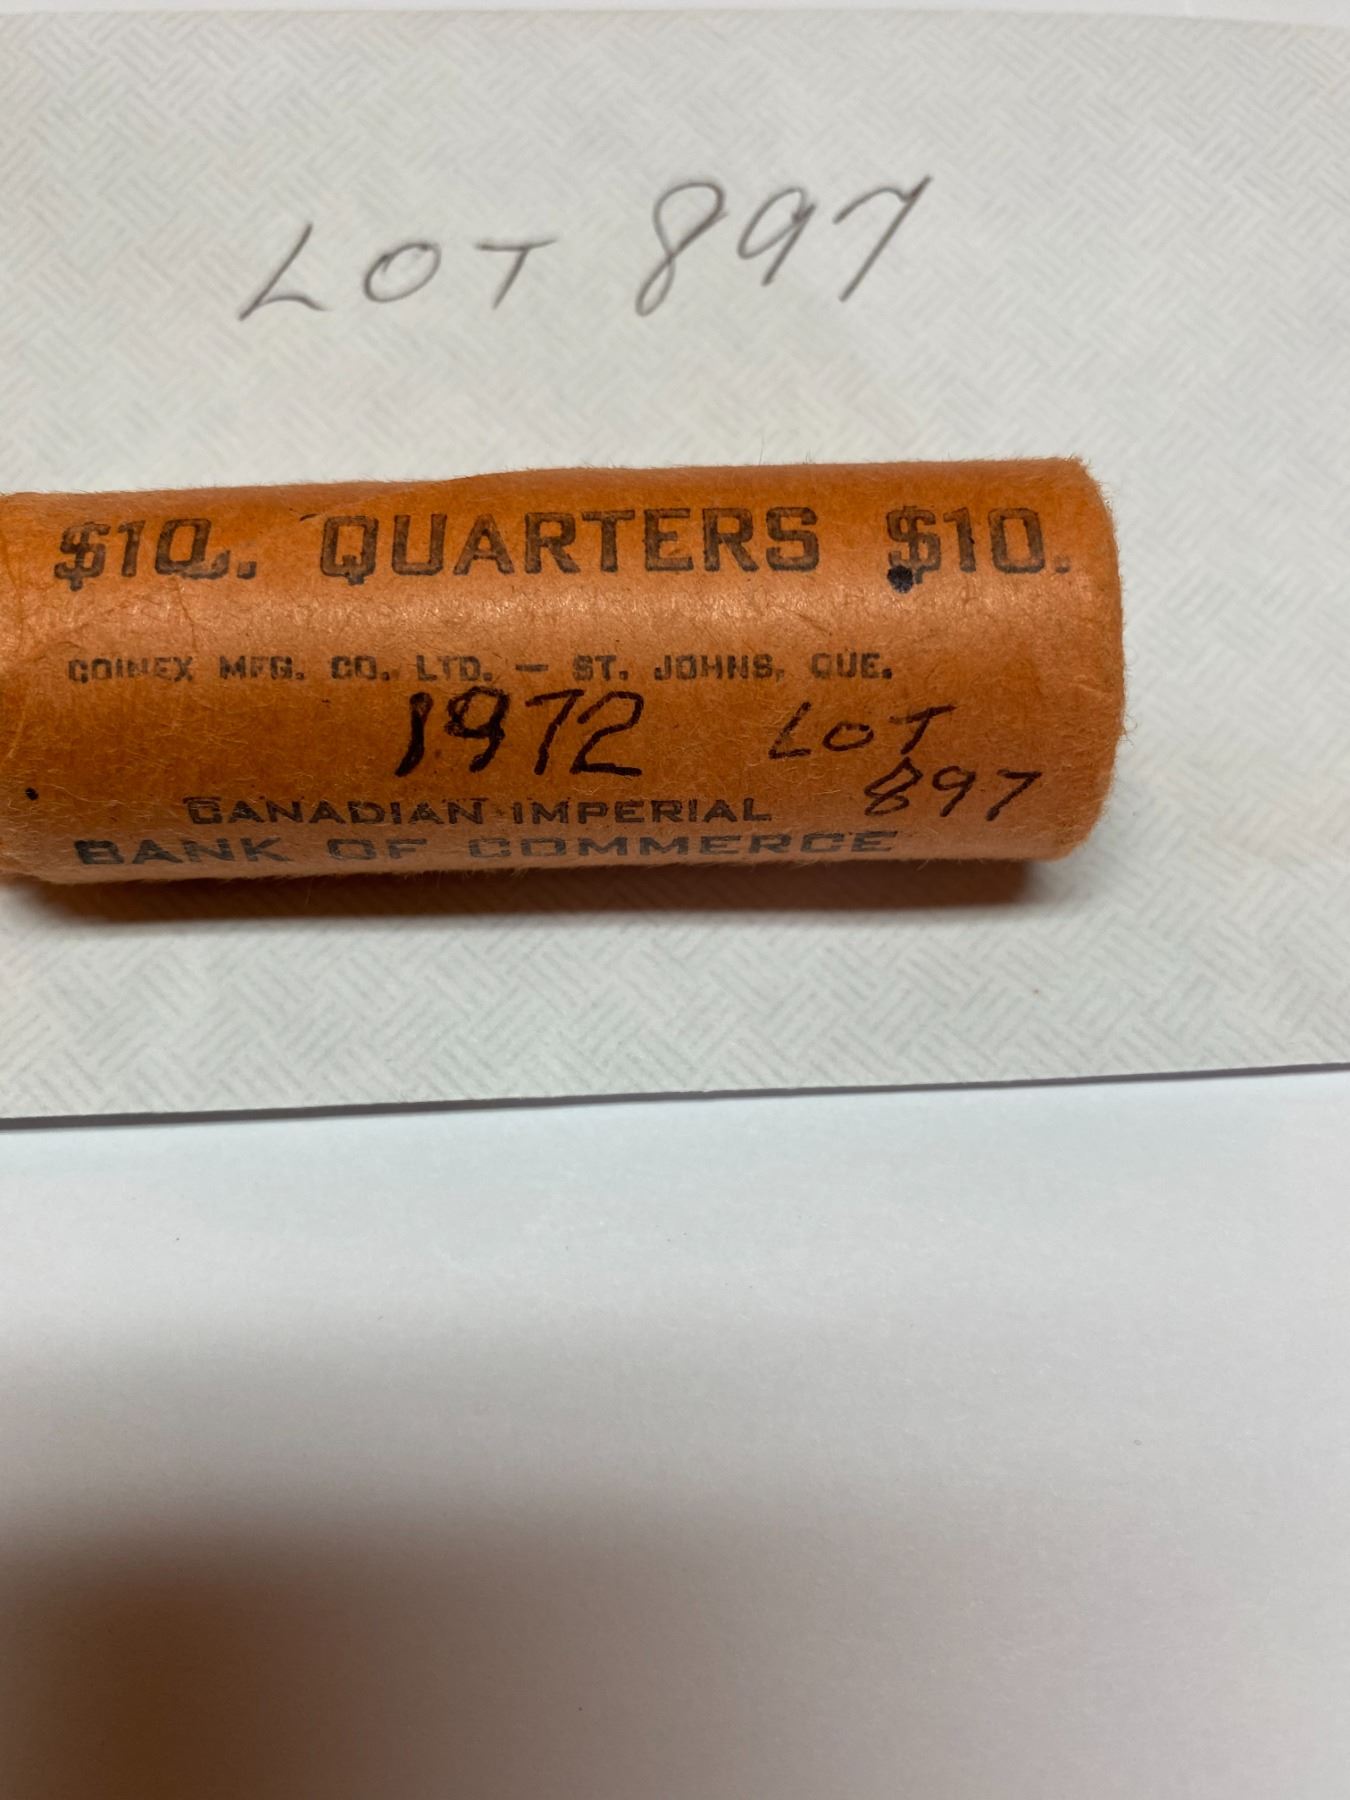 LOT 897
$10. QUARTERS $10.
COINEX MFG. CO. LTD. — ST. JOHNS, QUE.
1972 LOT
897
CANADIAN IMPERIAL
BANK OF COMMERCE